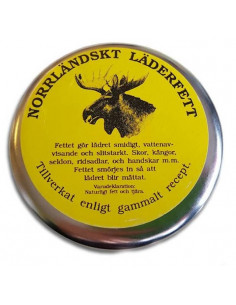 NORRLÄNDSKT LÄDERFETT
Fettet gör lädret smidigt, vattenav-
visande och slitstarkt. Skor, kängor,
seldon, ridsadlar, och handskar m.m.
Fettet smörjes in så att
lädret blir mättat.
Varudeklaration:
Naturligt fett och tjära.
Tillverkat enligt gammalt recept.